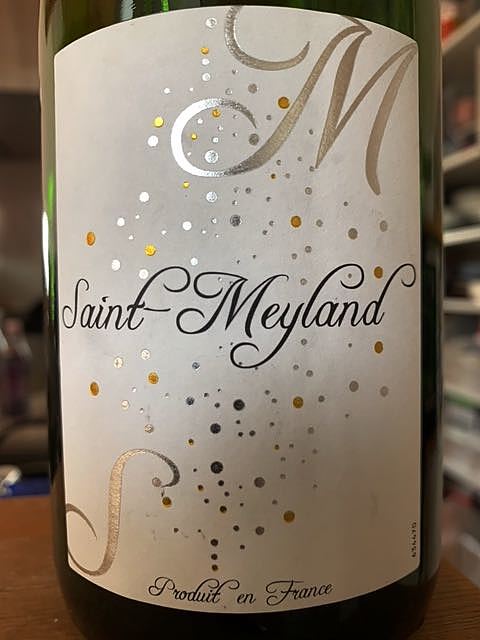 M
Saint-Meyland
S
Produit en France